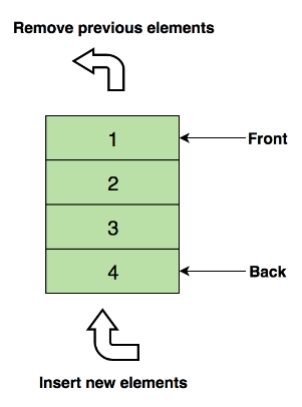 Remove previous elements
1
Front
2
3
4
Back
Insert new elements